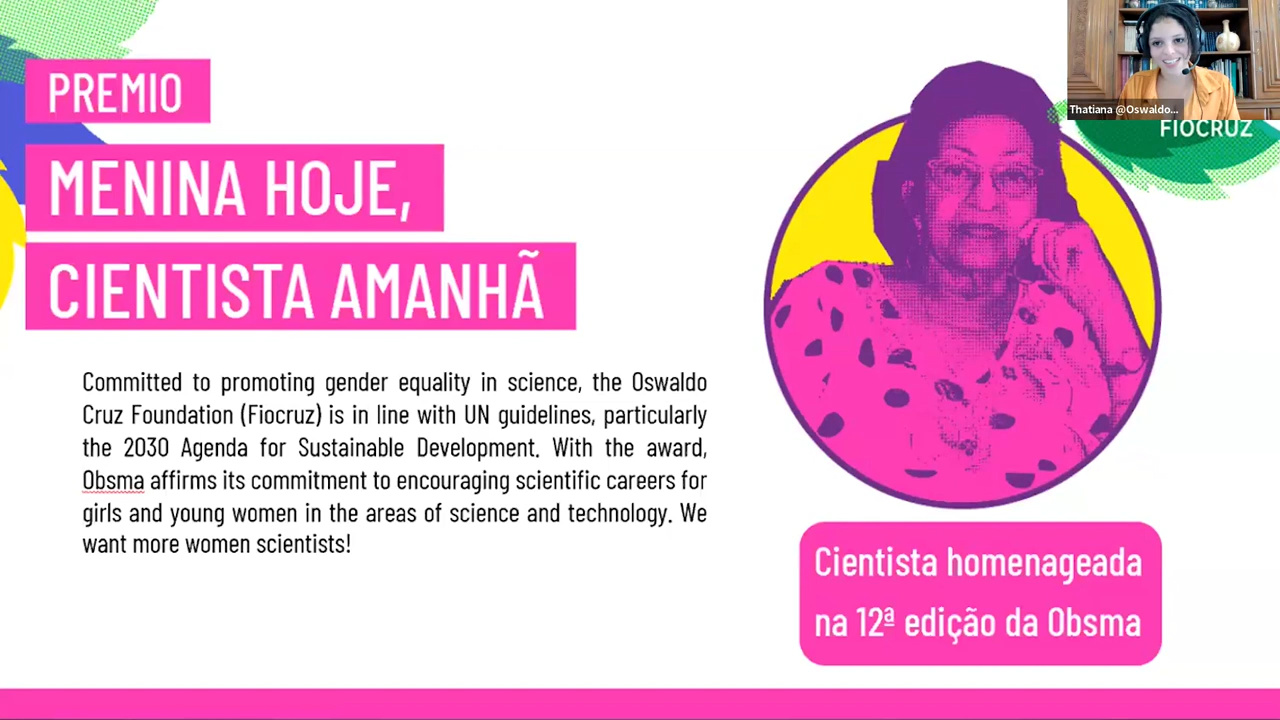 PREMIO
MENINA HOJE,
CIENTISTA AMANHÃ
Committed to promoting gender equality in science, the Oswaldo
Cruz Foundation (Fiocruz) is in line with UN guidelines, particularly
the 2030 Agenda for Sustainable Development. With the award,
Obsma affirms its commitment to encouraging scientific careers for
girls and young women in the areas of science and technology. We
want more women scientists!
Thatiana @Oswaldo...
FIOCRUZ
Cientista homenageada
na 12ª edição da Obsma